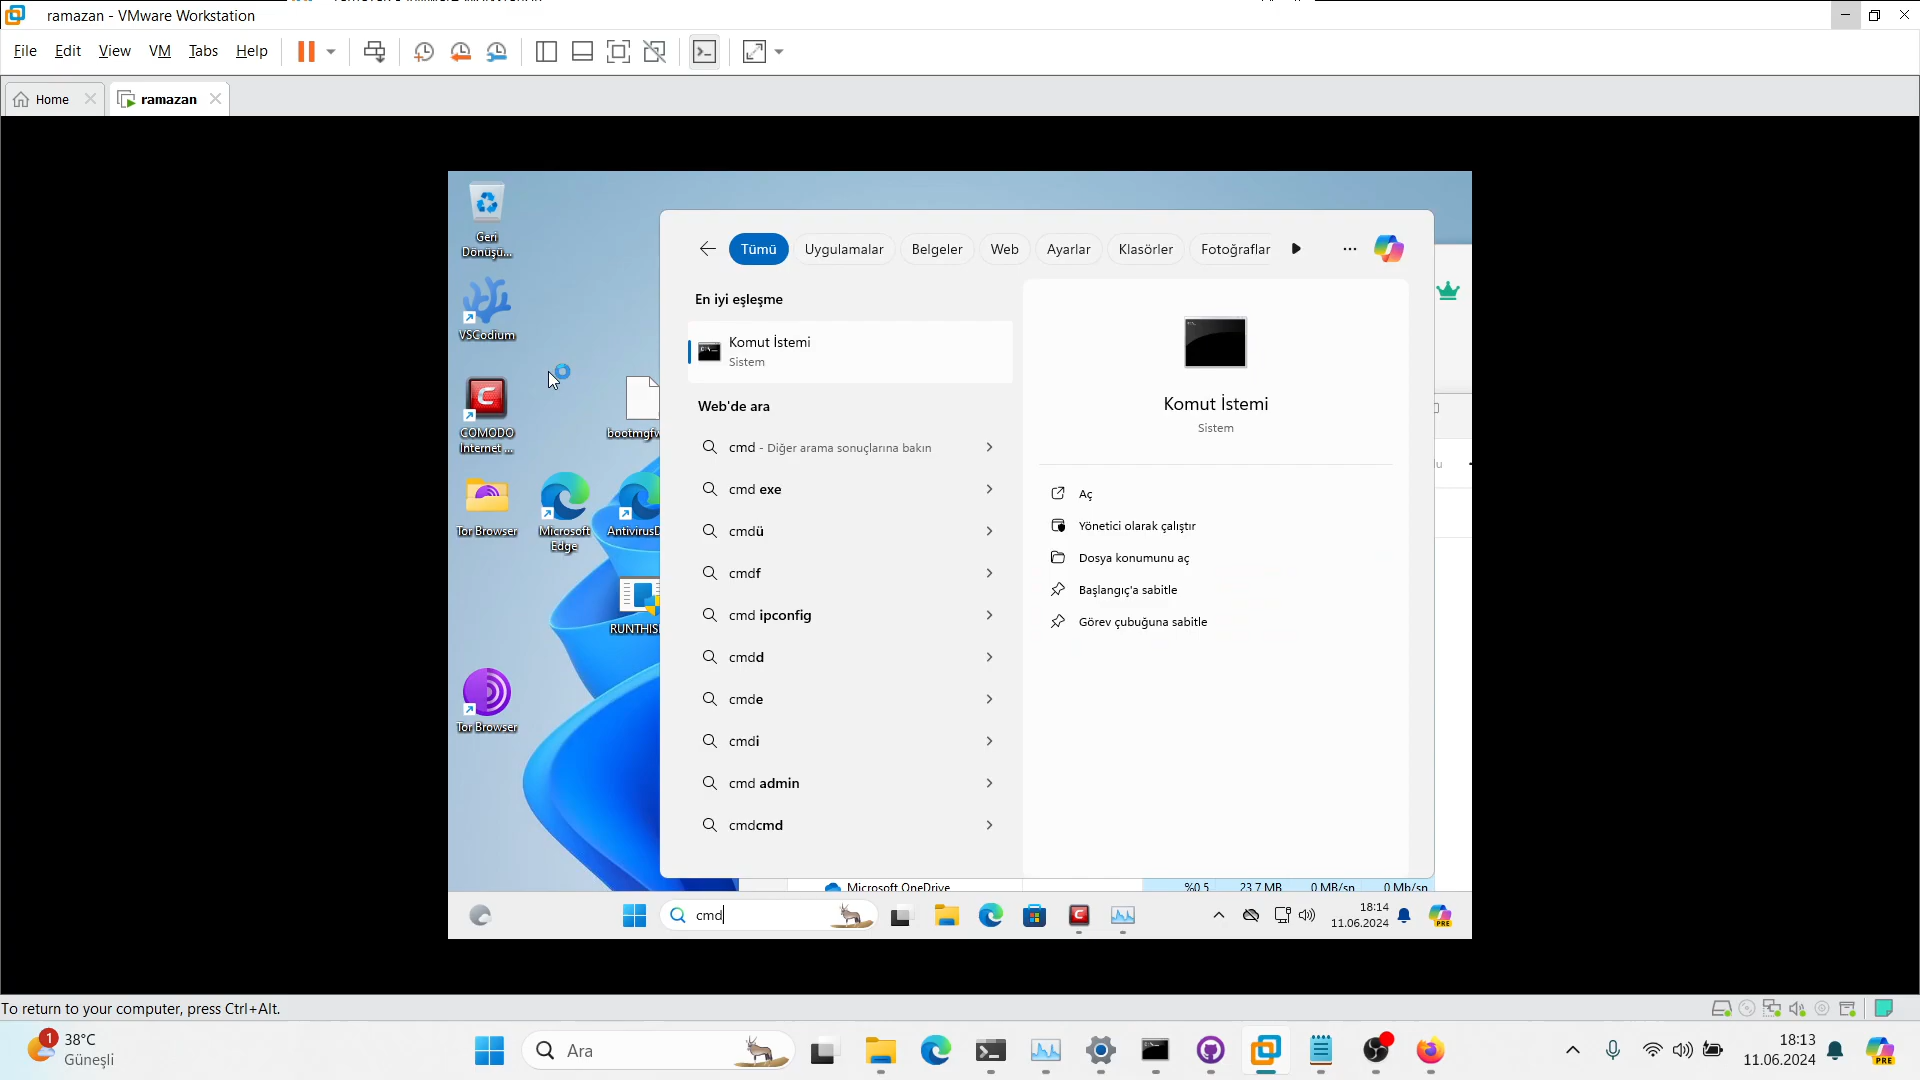 ramazan - VMware Workstation
File Edit View VM Tabs Help
Home
ramazan
Geri
Dönüşü...
VSCodium
COMODO
Internet ...
Tor Browser
Microsoft
Edge
Tor Browser
bootmgfw
AntivirusD
RUNTHIS
Tümü Uygulamalar Belgeler Web Ayarlar Klasörler Fotoğraflar
En iyi eşleşme
Komut İstemi
Sistem
Web'de ara
cmd - Diğer arama sonuçlarına bakın
cmd exe
cmdü
cmdf
cmd ipconfig
cmdd
cmde
cmdi
cmd admin
cmdcmd
Komut İstemi
Sistem
Aç
Yönetici olarak çalıştır
Dosya konumunu aç
Başlangıç'a sabitle
Görev çubuğuna sabitle
Microsoft OneDrive %0,5 23,7 MB 0 MB/sn 0 Mb/sn
cmd
18:14
11.06.2024
PRE
To return to your computer, press Ctrl+Alt.
1
38°C
Güneşli
Ara
18:13
11.06.2024
PRE